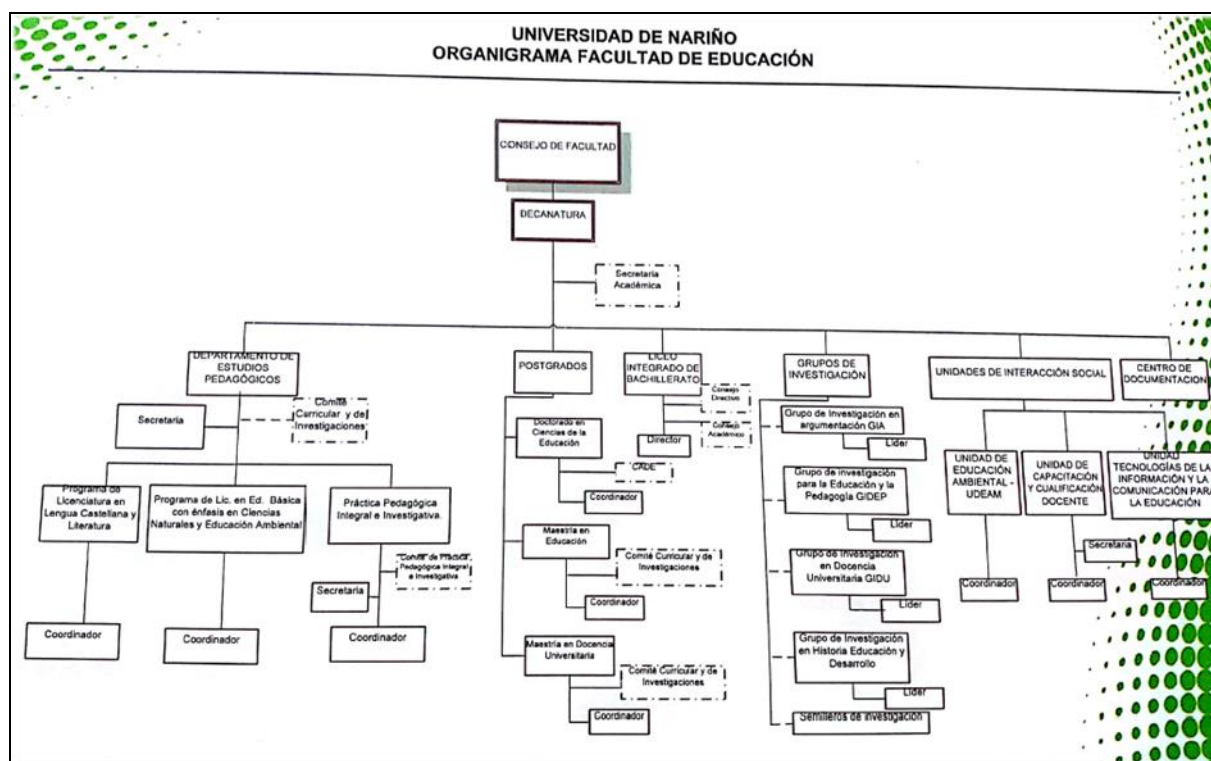 UNIVERSIDAD DE NARIÑO
ORGANIGRAMA FACULTAD DE EDUCACIÓN
CONSEJO DE FACULTAD
DECANATURA
Secretaria
Académica
DEPARTAMENTO DE
ESTUDIOS
PEDAGÓGICOS
Secretaria
Comité
Curricular y de
Investigaciones
Programa de
Licenciatura en
Lengua Castellana y
Literatura
Coordinador
Programa de Lic. en Ed. Básica
con énfasis en Ciencias
Naturales y Educación Ambiental
Coordinador
Práctica Pedagógica
Integral e Investigativa.
Comité de Práctica
Pedagógica Integral
e Investigativa
Secretaria
Coordinador
POSTGRADOS
Doctorado en
Ciencias de la
Educación
CADE
Coordinador
Maestría en
Educación
Comité Curricular y de
Investigaciones
Coordinador
Maestría en Docencia
Universitaria
Comité Curricular y de
Investigaciones
Coordinador
LICEO
INTEGRADO DE
BACHILLERATO
Consejo
Directivo
Consejo
Académico
Director
GRUPOS DE
INVESTIGACIÓN
Grupo de Investigación en
argumentación GIA
Líder
Grupo de investigación
para la Educación y la
Pedagogía GIDEP
Líder
Grupo de Investigación
en Docencia
Universitaria GIDU
Líder
Grupo de Investigación
en Historia Educación y
Desarrollo
Líder
Semilleros de investigación
UNIDADES DE INTERACCIÓN SOCIAL
UNIDAD DE
EDUCACIÓN
AMBIENTAL -
UDEAM
Coordinador
UNIDAD DE
CAPACITACIÓN
Y CUALIFICACIÓN
DOCENTE
Secretaria
Coordinador
UNIDAD
TECNOLOGÍAS DE LA
INFORMACIÓN Y LA
COMUNICACIÓN PARA
LA EDUCACIÓN
Coordinador
CENTRO DE
DOCUMENTACION